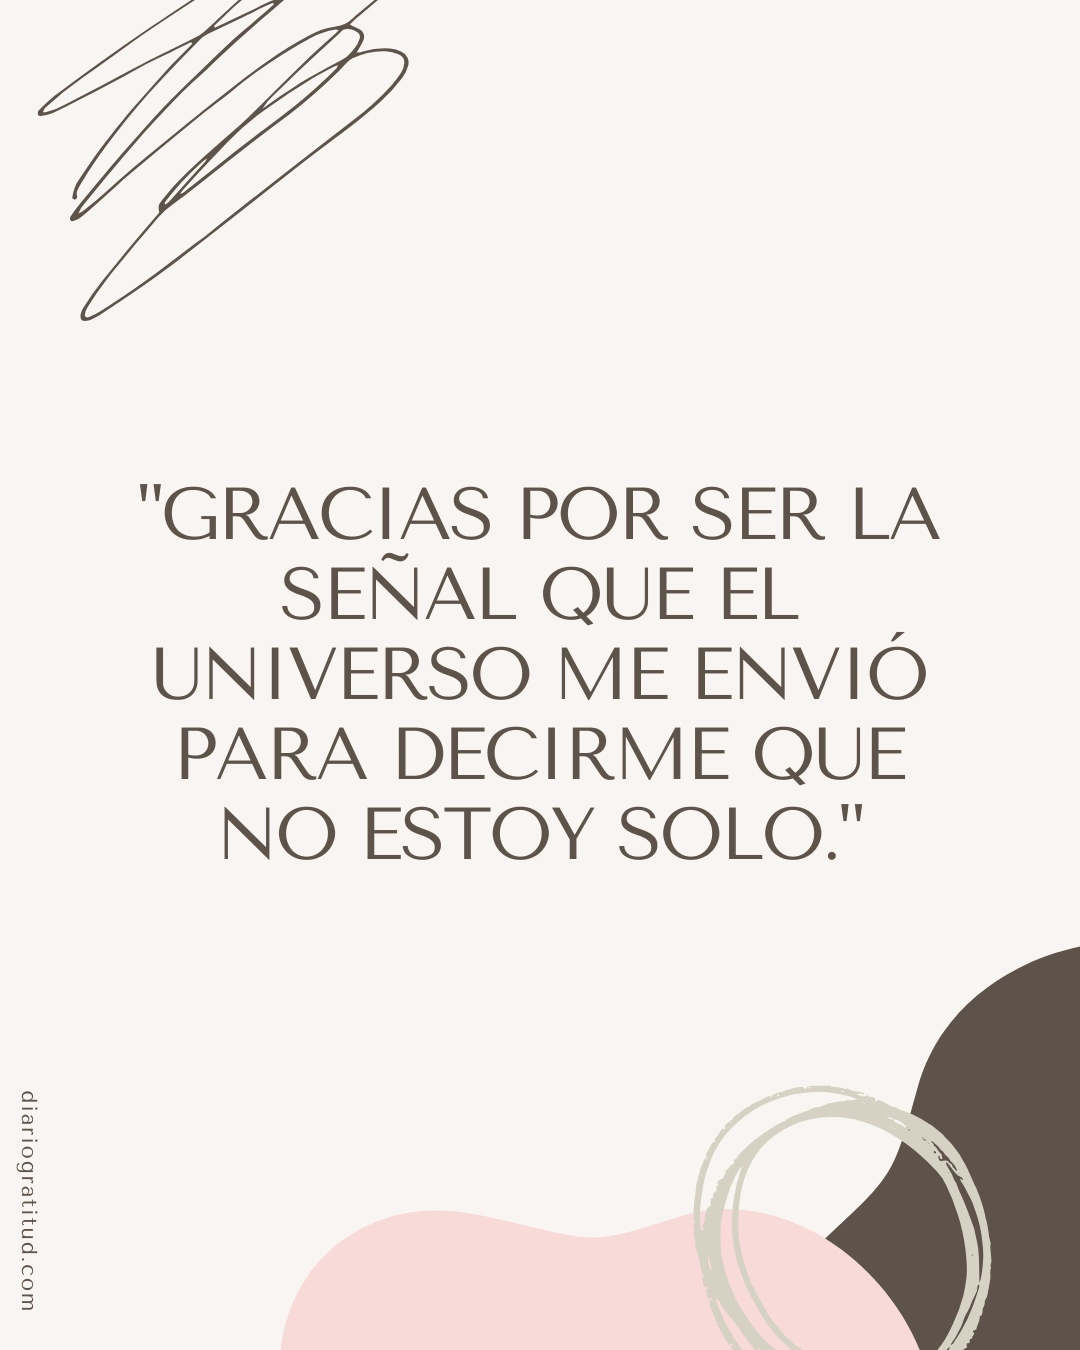 "GRACIAS POR SER LA
SEÑAL QUE EL
UNIVERSO ME ENVIÓ
PARA DECIRME QUE
NO ESTOY SOLO."
diariogratitud.com